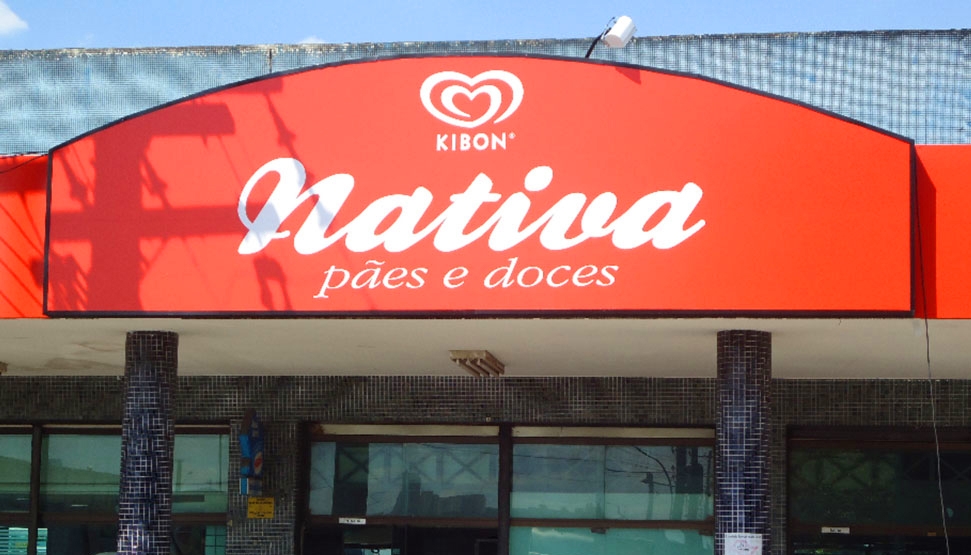 KIBON®
Nativa
pães e doces